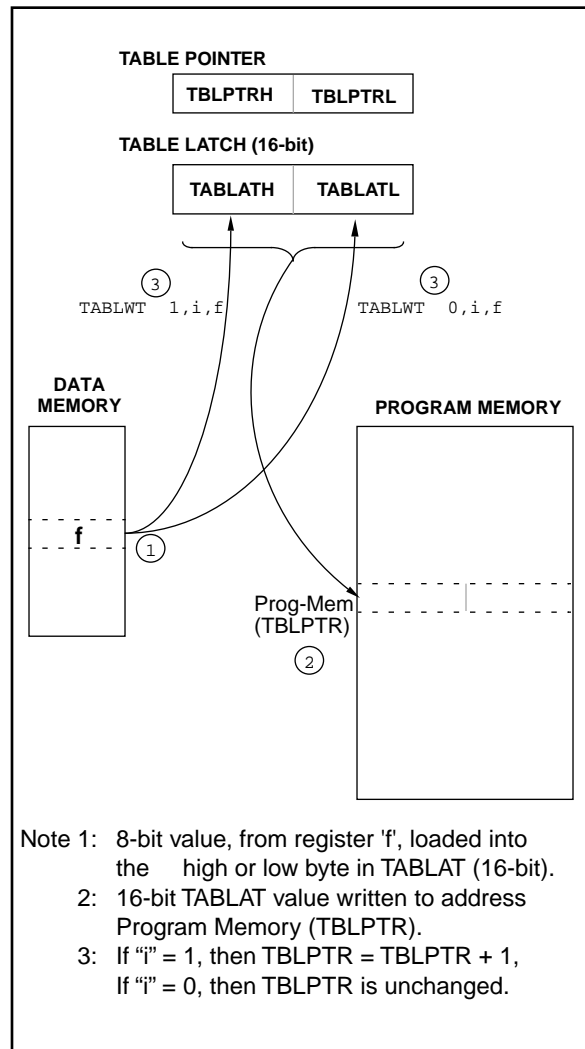 TABLE POINTER
TBLPTRH TBLPTRL
TABLE LATCH (16-bit)
TABLATH TABLATL
3 3
TABLWT 1,i,f TABLWT 0,i,f
DATA
MEMORY
PROGRAM MEMORY
f
1
Prog-Mem
(TBLPTR)
2
Note 1: 8-bit value, from register 'f', loaded into
the high or low byte in TABLAT (16-bit).
2: 16-bit TABLAT value written to address
Program Memory (TBLPTR).
3: If “i” = 1, then TBLPTR = TBLPTR + 1,
If “i” = 0, then TBLPTR is unchanged.